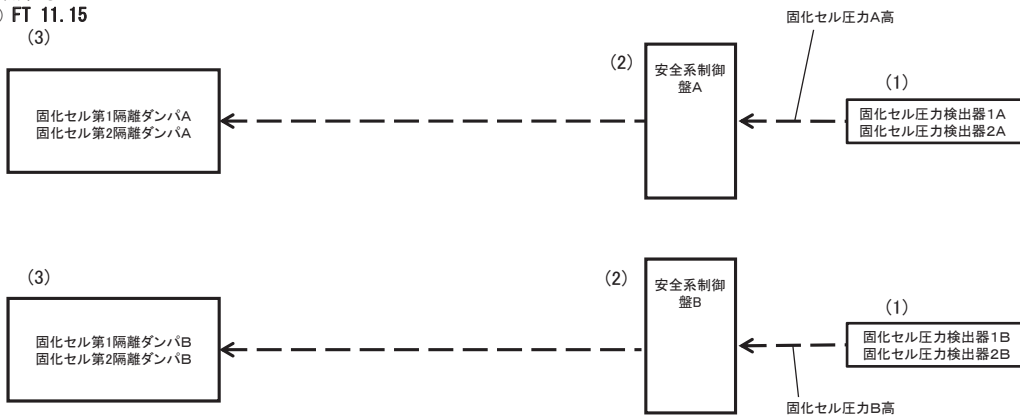 FT 11.15
(3)
固化セル第1隔離ダンパA
固化セル第2隔離ダンパA
(2)
安全系制御
盤A
固化セル圧力A高
(1)
固化セル圧力検出器1A
固化セル圧力検出器2A
(3)
固化セル第1隔離ダンパB
固化セル第2隔離ダンパB
(2)
安全系制御
盤B
(1)
固化セル圧力検出器1B
固化セル圧力検出器2B
固化セル圧力B高